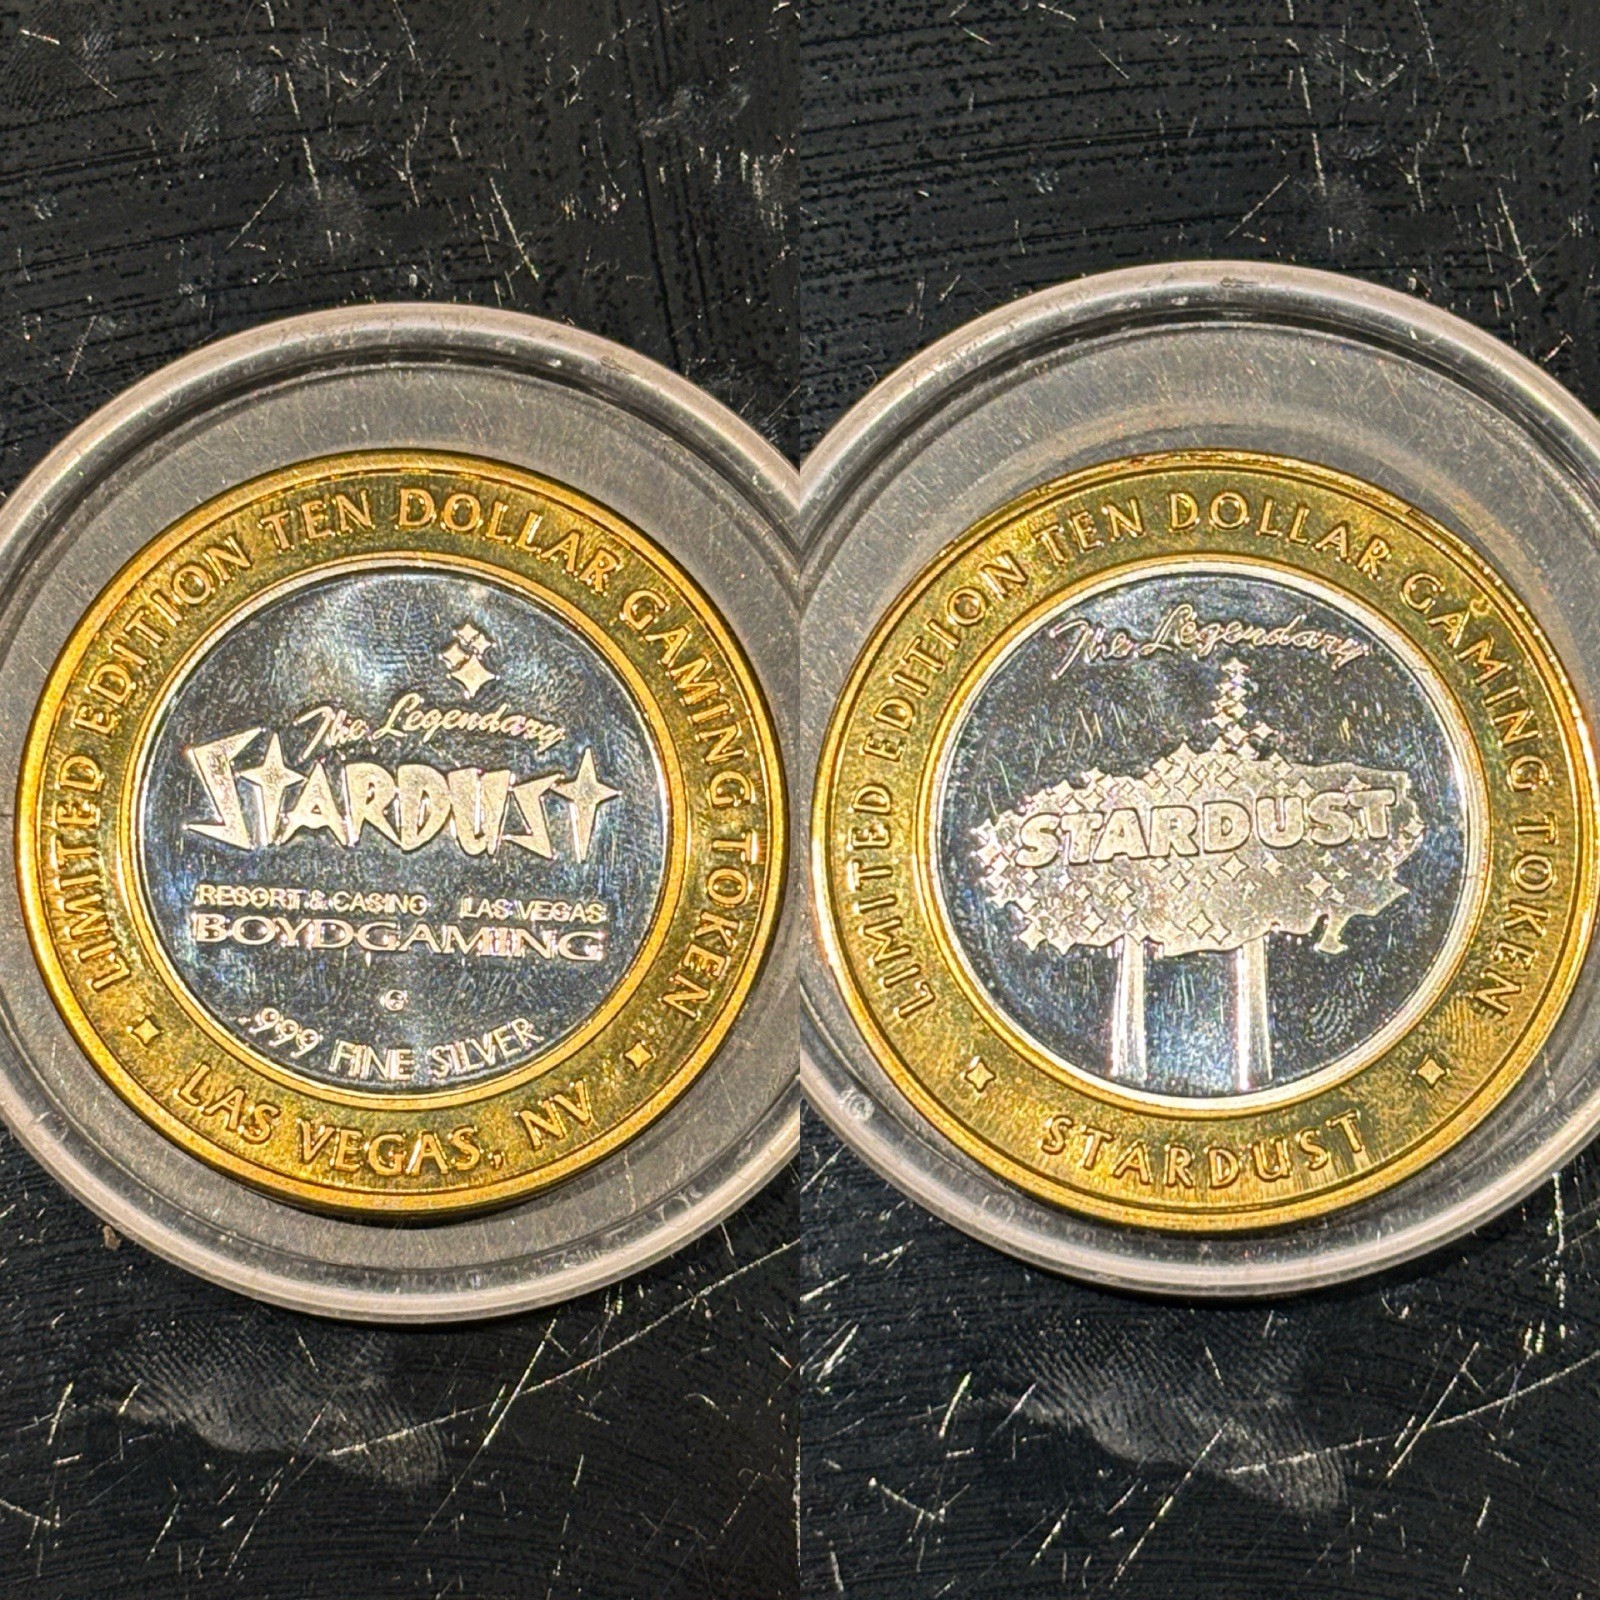 LIMITED EDITION TEN DOLLAR GAMING TOKEN
The Legendary
STARDUST
RESORT & CASINO LAS VEGAS
BOYDGAMING
G
.999 FINE SILVER
LAS VEGAS, NV
LIMITED EDITION TEN DOLLAR GAMING TOKEN
The Legendary
STARDUST
STARDUST